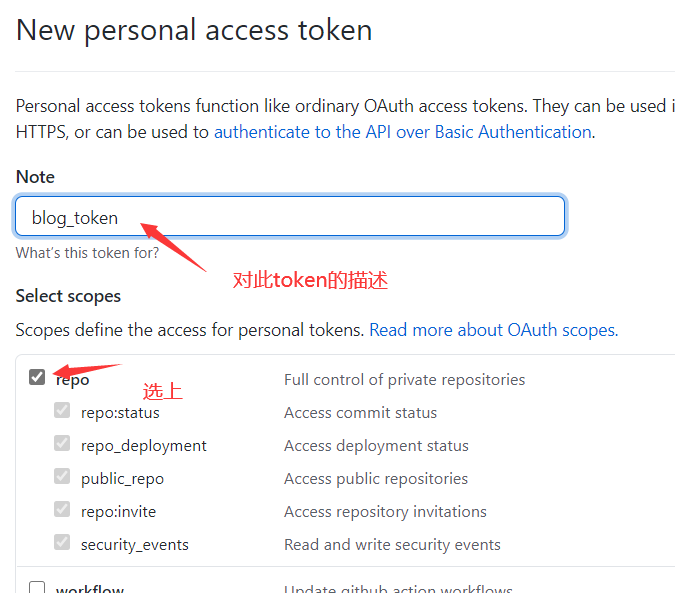 New personal access token
Personal access tokens function like ordinary OAuth access tokens. They can be used i
HTTPS, or can be used to authenticate to the API over Basic Authentication.
Note
blog_token
What's this token for?
对此token的描述
Select scopes
Scopes define the access for personal tokens. Read more about OAuth scopes.
repo Full control of private repositories
选上
repo:status Access commit status
repo_deployment Access deployment status
public_repo Access public repositories
repo:invite Access repository invitations
security_events Read and write security events
workflow Update github action workflows